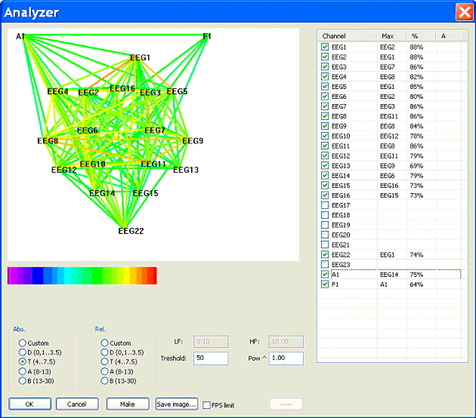 Analyzer
A1 F1
EEG1
EEG4 EEG2 EEG16 EEG3 EEG5
EEG6 EEG7
EEG8 EEG9
EEG10 EEG11
EEG12 EEG13
EEG14 EEG15
EEG22
Channel Max % A
EEG1 EEG2 88%
EEG2 EEG1 88%
EEG3 EEG7 86%
EEG4 EEG8 82%
EEG5 EEG1 85%
EEG6 EEG2 80%
EEG7 EEG3 86%
EEG8 EEG11 86%
EEG9 EEG8 84%
EEG10 EEG12 78%
EEG11 EEG8 86%
EEG12 EEG11 79%
EEG13 EEG9 69%
EEG14 EEG6 79%
EEG15 EEG16 73%
EEG16 EEG15 73%
EEG17
EEG18
EEG19
EEG20
EEG21
EEG22 EEG1 74%
EEG23
A1 EEG14 75%
F1 A1 64%
Abs. Rel.
Custom Custom LF: 0.10 HF: 10.00
D (0,1..3.5) D (0,1..3.5)
T (4..7.5) T (4..7.5) Treshold: 50 Pow ^ 1.00
A (8-13) A (8-13)
B (13-30) B (13-30)
OK Cancel Make Save image... FPS limit